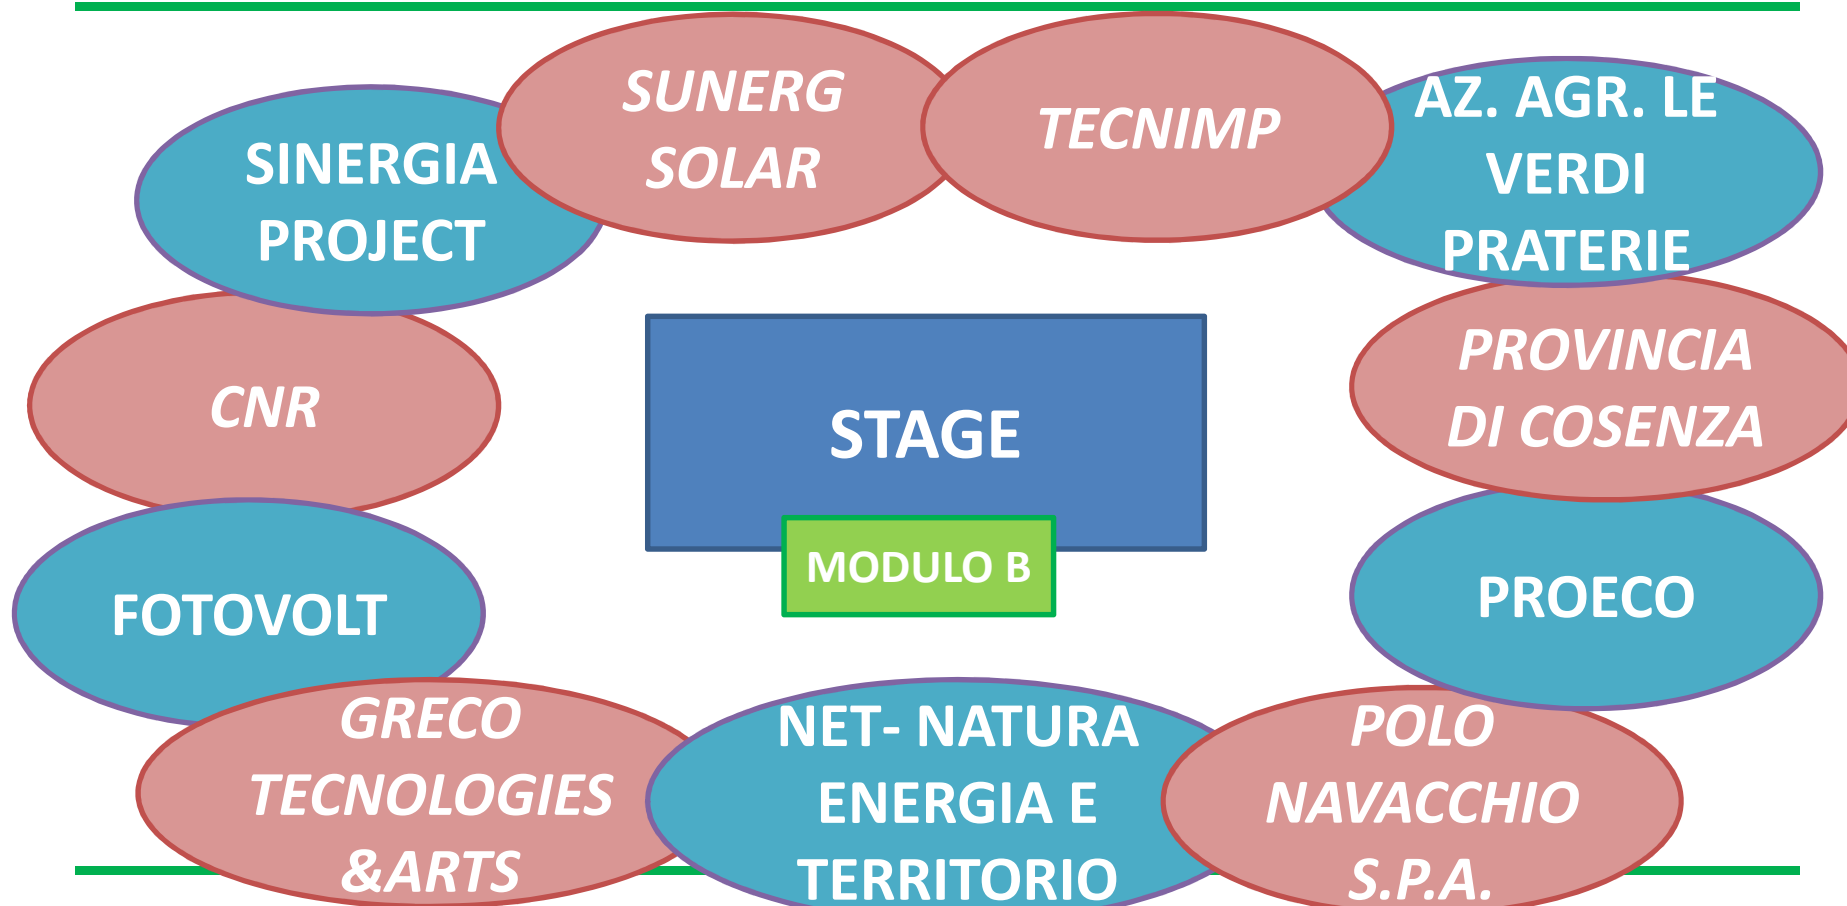 SUNERG
SOLAR
TECNIMP
AZ. AGR. LE
VERDI
PRATERIE
SINERGIA
PROJECT
PROVINCIA
DI COSENZA
CNR
STAGE
MODULO B
FOTOVOLT
PROECO
GRECO
TECNOLOGIES
&ARTS
NET- NATURA
ENERGIA E
TERRITORIO
POLO
NAVACCHIO
S.P.A.